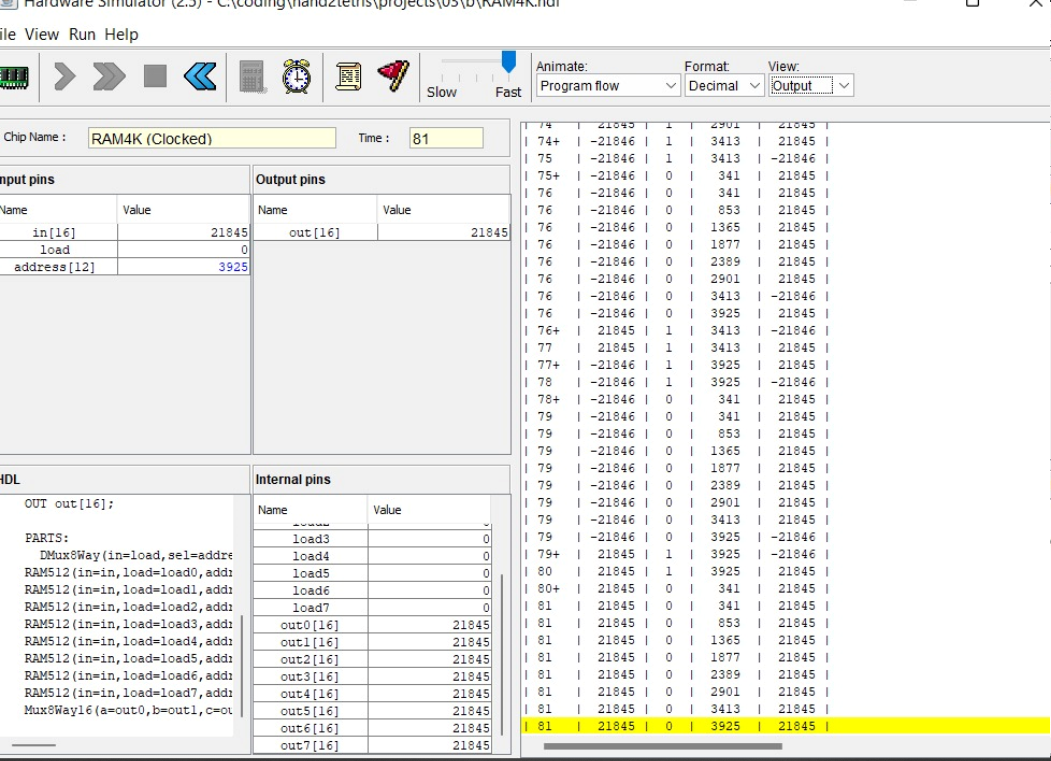 Hardware Simulator (2.5) - C:\coding\nand2tetris\projects\03\b\RAM4K.hdl
ile View Run Help
Slow Fast
Animate: Format: View:
Program flow Decimal Output
Chip Name : RAM4K (Clocked) Time : 81
nput pins
Name Value
in[16] 21845
load 0
address[12] 3925
Output pins
Name Value
out[16] 21845
HDL
OUT out[16];
PARTS:
DMux8Way(in=load,sel=addre
RAM512(in=in,load=load0,addr
RAM512(in=in,load=load1,addr
RAM512(in=in,load=load2,addr
RAM512(in=in,load=load3,addr
RAM512(in=in,load=load4,addr
RAM512(in=in,load=load5,addr
RAM512(in=in,load=load6,addr
RAM512(in=in,load=load7,addr
Mux8Way16(a=out0,b=out1,c=ou
Internal pins
Name Value
load2 0
load3 0
load4 0
load5 0
load6 0
load7 0
out0[16] 21845
out1[16] 21845
out2[16] 21845
out3[16] 21845
out4[16] 21845
out5[16] 21845
out6[16] 21845
out7[16] 21845
| 74 | 21845 | 1 | 2901 | 21845 |
| 74+ | -21846 | 1 | 3413 | 21845 |
| 75 | -21846 | 1 | 3413 | -21846 |
| 75+ | -21846 | 0 | 341 | 21845 |
| 76 | -21846 | 0 | 341 | 21845 |
| 76 | -21846 | 0 | 853 | 21845 |
| 76 | -21846 | 0 | 1365 | 21845 |
| 76 | -21846 | 0 | 1877 | 21845 |
| 76 | -21846 | 0 | 2389 | 21845 |
| 76 | -21846 | 0 | 2901 | 21845 |
| 76 | -21846 | 0 | 3413 | -21846 |
| 76 | -21846 | 0 | 3925 | 21845 |
| 76+ | 21845 | 1 | 3413 | -21846 |
| 77 | 21845 | 1 | 3413 | 21845 |
| 77+ | -21846 | 1 | 3925 | 21845 |
| 78 | -21846 | 1 | 3925 | -21846 |
| 78+ | -21846 | 0 | 341 | 21845 |
| 79 | -21846 | 0 | 341 | 21845 |
| 79 | -21846 | 0 | 853 | 21845 |
| 79 | -21846 | 0 | 1365 | 21845 |
| 79 | -21846 | 0 | 1877 | 21845 |
| 79 | -21846 | 0 | 2389 | 21845 |
| 79 | -21846 | 0 | 2901 | 21845 |
| 79 | -21846 | 0 | 3413 | 21845 |
| 79 | -21846 | 0 | 3925 | -21846 |
| 79+ | 21845 | 1 | 3925 | -21846 |
| 80 | 21845 | 1 | 3925 | 21845 |
| 80+ | 21845 | 0 | 341 | 21845 |
| 81 | 21845 | 0 | 341 | 21845 |
| 81 | 21845 | 0 | 853 | 21845 |
| 81 | 21845 | 0 | 1365 | 21845 |
| 81 | 21845 | 0 | 1877 | 21845 |
| 81 | 21845 | 0 | 2389 | 21845 |
| 81 | 21845 | 0 | 2901 | 21845 |
| 81 | 21845 | 0 | 3413 | 21845 |
| 81 | 21845 | 0 | 3925 | 21845 |